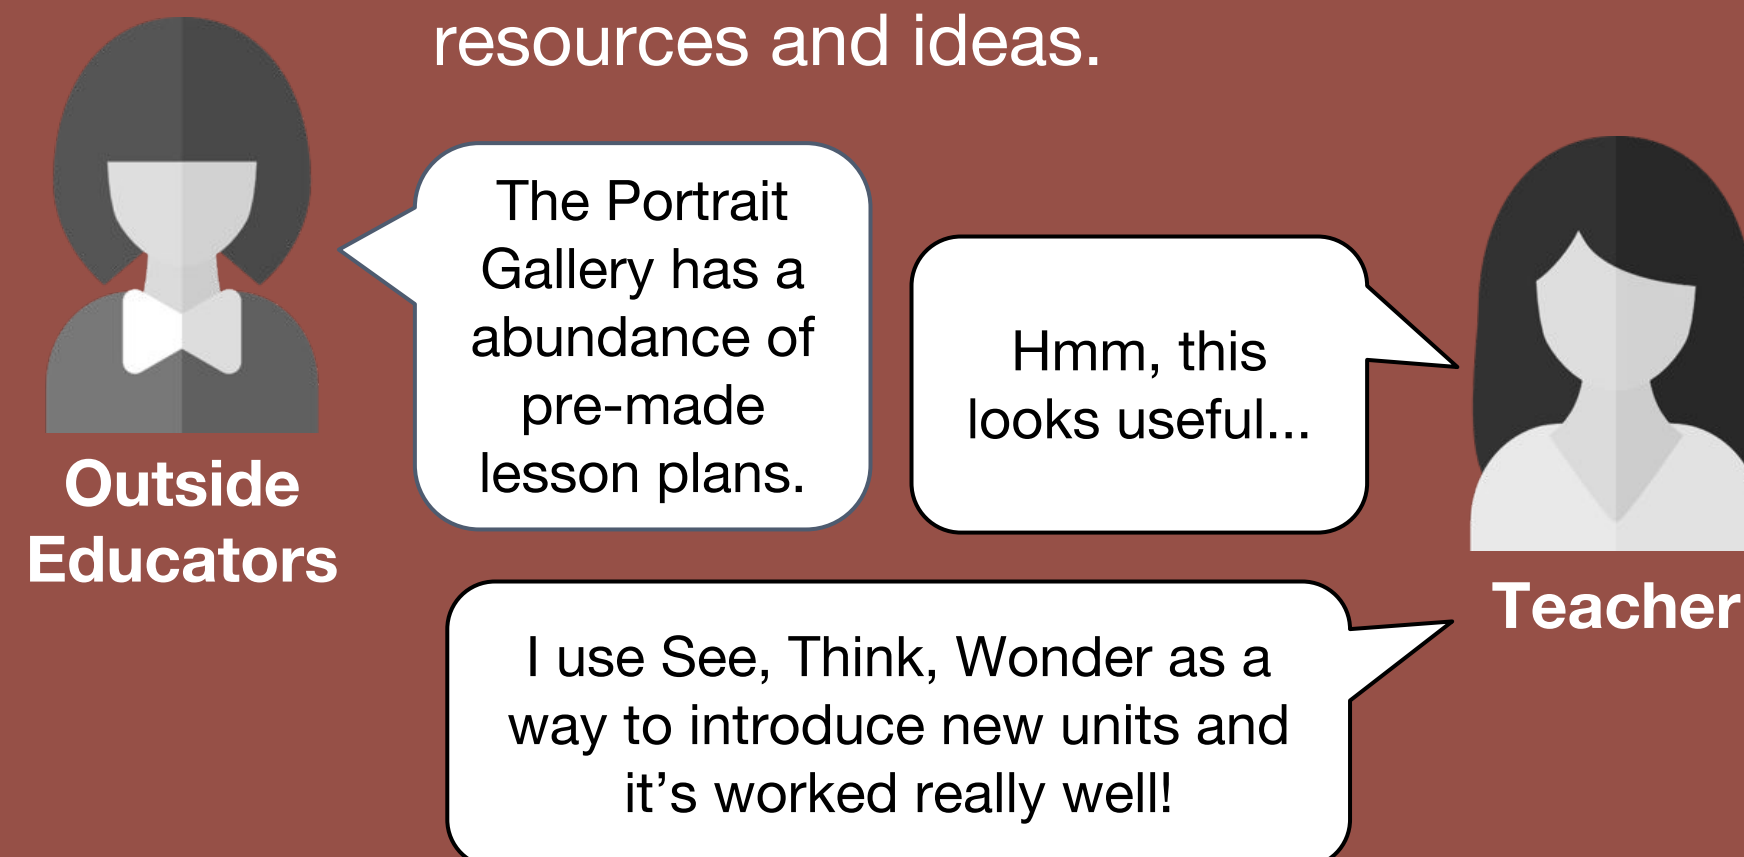 resources and ideas.
The Portrait
Gallery has a
abundance of
pre-made
lesson plans.
Hmm, this
looks useful...
Outside
Educators
Teacher
I use See, Think, Wonder as a
way to introduce new units and
it’s worked really well!